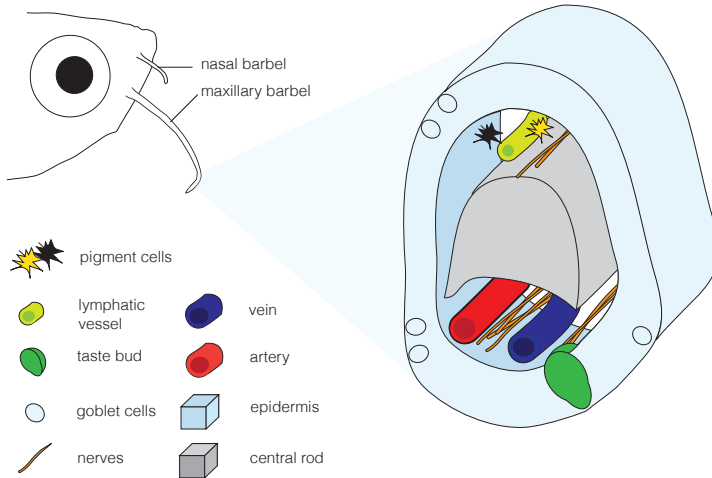 nasal barbel
maxillary barbel
pigment cells
lymphatic
vessel
vein
taste bud
artery
goblet cells
epidermis
nerves
central rod